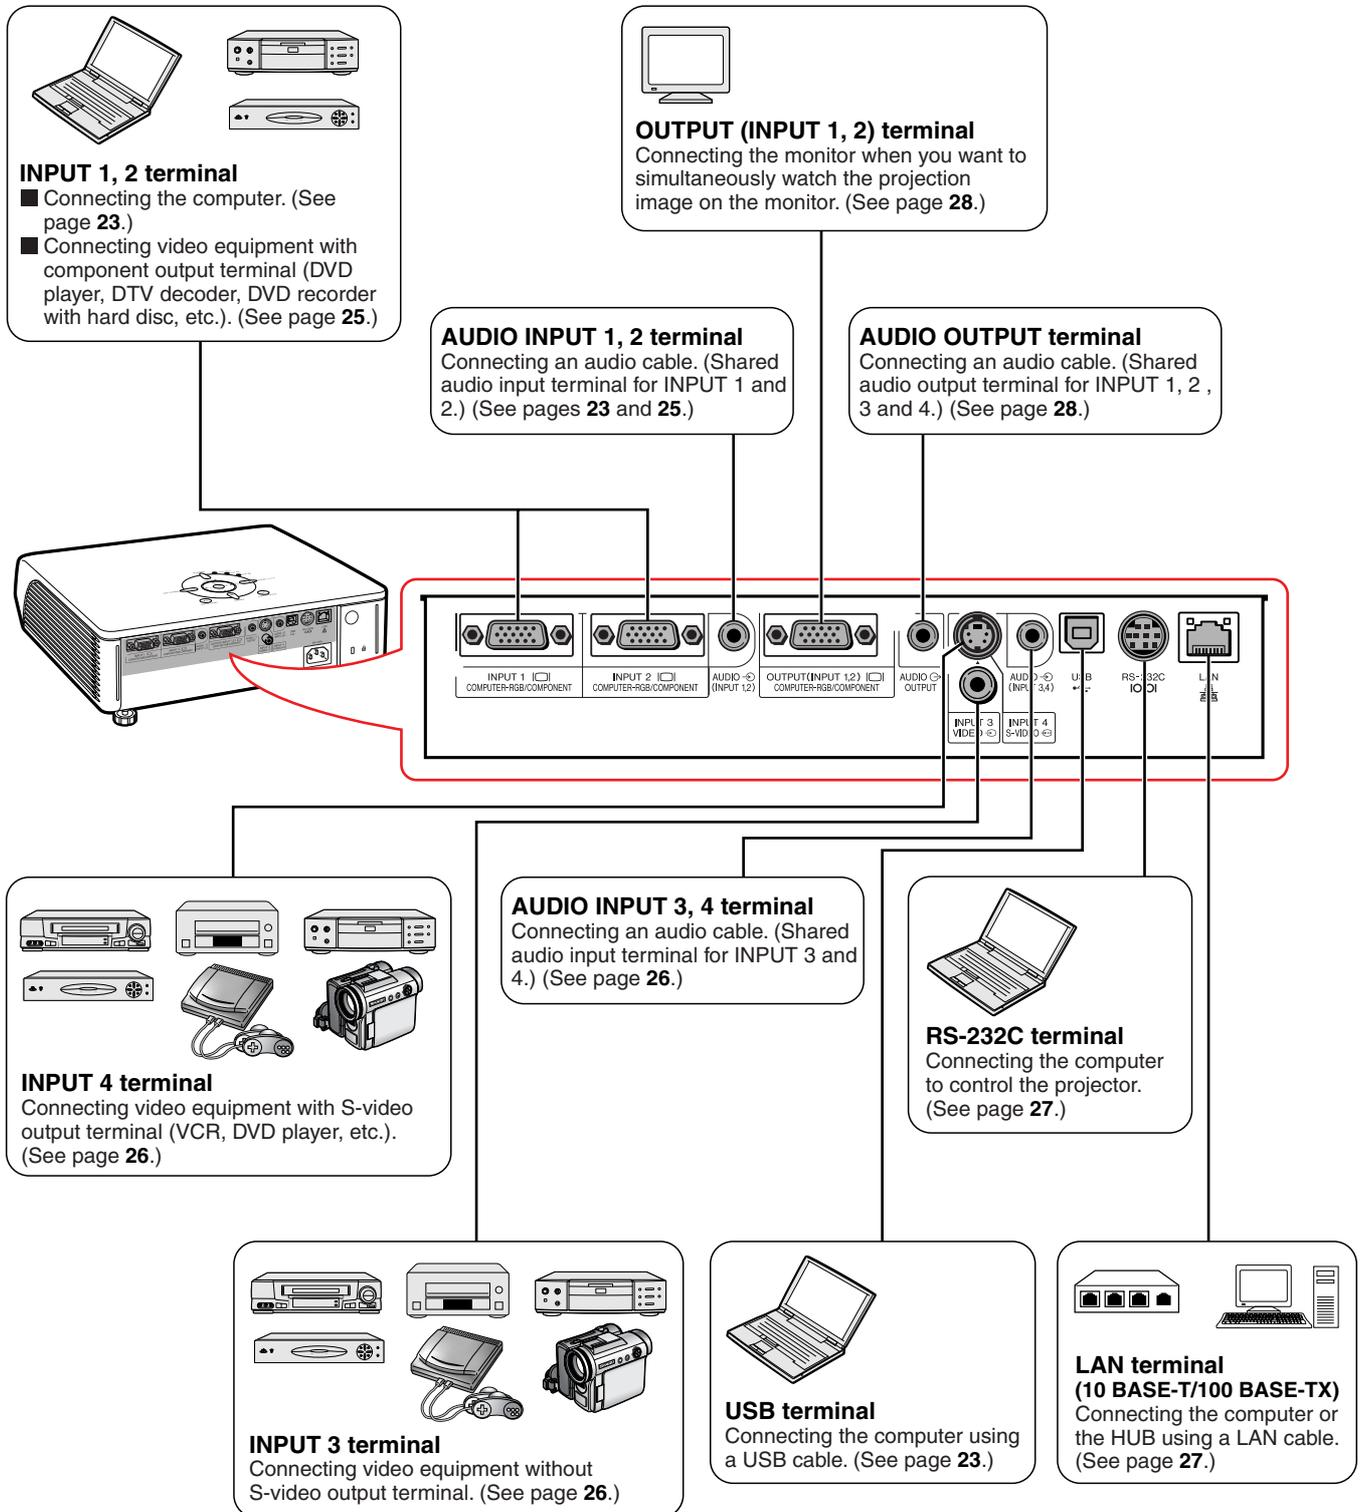 INPUT 1, 2 terminal
■ Connecting the computer. (See
page 23.)
■ Connecting video equipment with
component output terminal (DVD
player, DTV decoder, DVD recorder
with hard disc, etc.). (See page 25.)
OUTPUT (INPUT 1, 2) terminal
Connecting the monitor when you want to
simultaneously watch the projection
image on the monitor. (See page 28.)
AUDIO INPUT 1, 2 terminal
Connecting an audio cable. (Shared
audio input terminal for INPUT 1 and
2.) (See pages 23 and 25.)
AUDIO OUTPUT terminal
Connecting an audio cable. (Shared
audio output terminal for INPUT 1, 2 ,
3 and 4.) (See page 28.)
INPUT 1
COMPUTER-RGB/COMPONENT
INPUT 2
COMPUTER-RGB/COMPONENT
AUDIO
(INPUT 1,2)
OUTPUT(INPUT 1,2)
COMPUTER-RGB/COMPONENT
AUDIO
OUTPUT
INPUT 3
VIDEO
AUDIO
(INPUT 3,4)
INPUT 4
S-VIDEO
USB
RS-232C
LAN
INPUT 4 terminal
Connecting video equipment with S-video
output terminal (VCR, DVD player, etc.).
(See page 26.)
AUDIO INPUT 3, 4 terminal
Connecting an audio cable. (Shared
audio input terminal for INPUT 3 and
4.) (See page 26.)
RS-232C terminal
Connecting the computer
to control the projector.
(See page 27.)
INPUT 3 terminal
Connecting video equipment without
S-video output terminal. (See page 26.)
USB terminal
Connecting the computer using
a USB cable. (See page 23.)
LAN terminal
(10 BASE-T/100 BASE-TX)
Connecting the computer or
the HUB using a LAN cable.
(See page 27.)